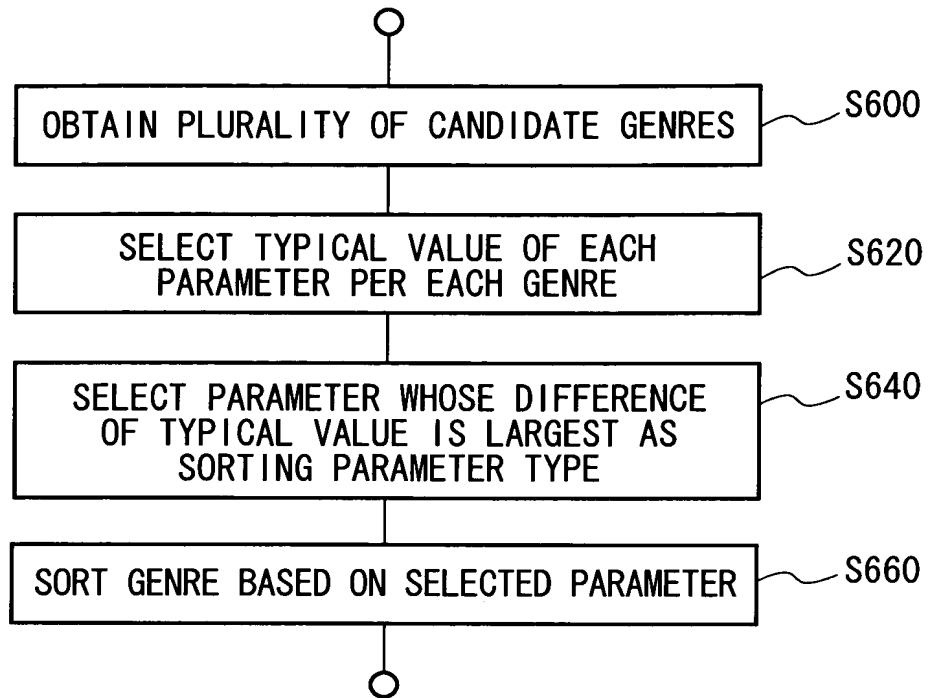 OBTAIN PLURALITY OF CANDIDATE GENRES
S600
SELECT TYPICAL VALUE OF EACH
PARAMETER PER EACH GENRE
S620
SELECT PARAMETER WHOSE DIFFERENCE
OF TYPICAL VALUE IS LARGEST AS
SORTING PARAMETER TYPE
S640
SORT GENRE BASED ON SELECTED PARAMETER
S660